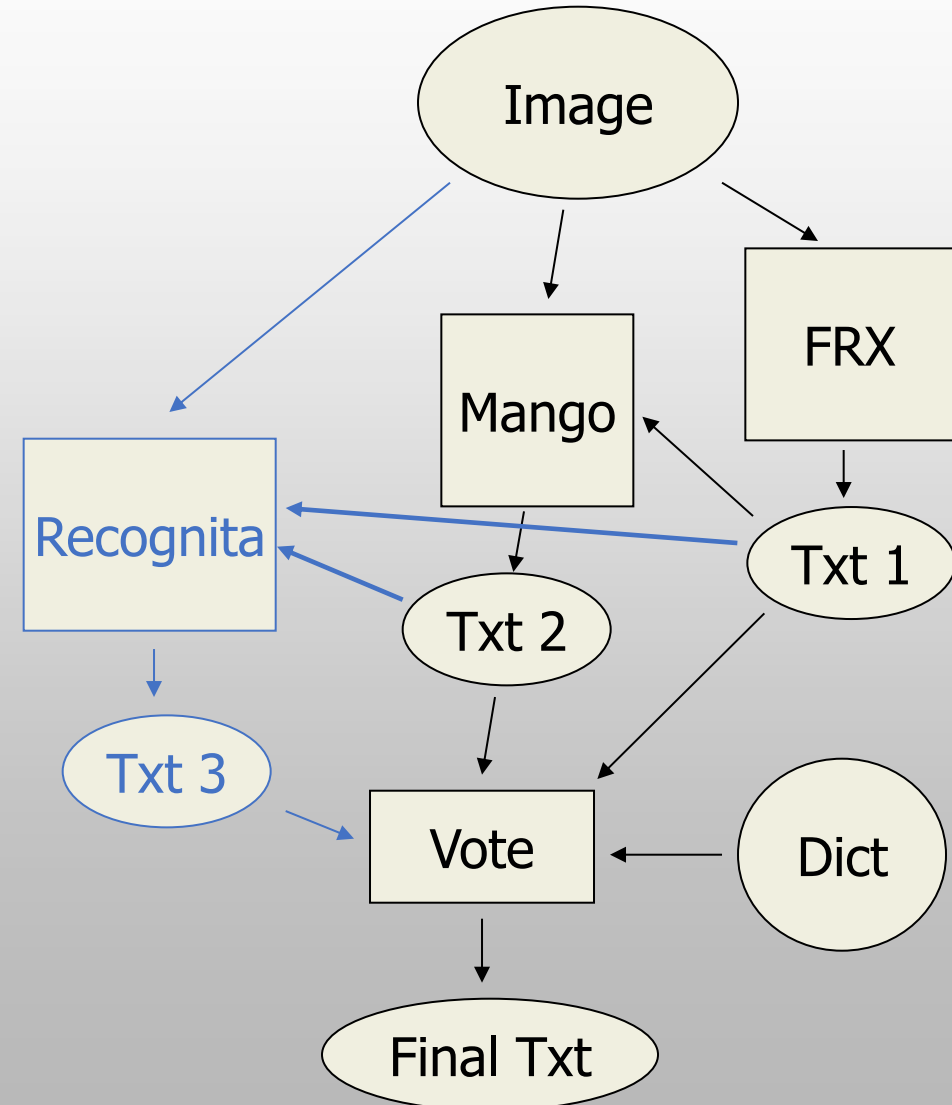 Image
FRX
Mango
Recognita
Txt 1
Txt 2
Txt 3
Vote
Dict
Final Txt